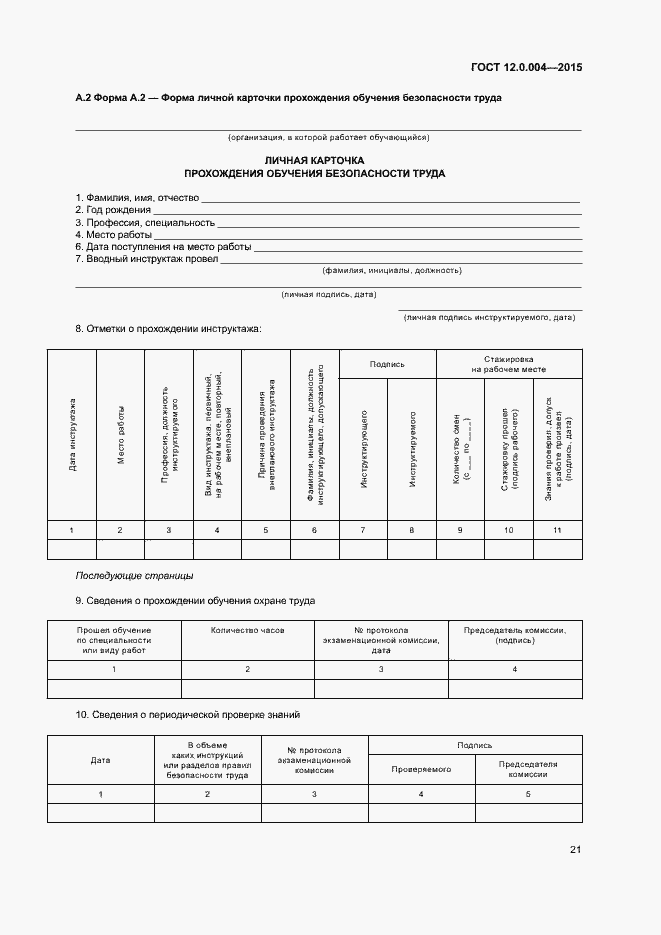 ГОСТ 12.0.004—2015
А.2 Форма А.2 — Форма личной карточки прохождения обучения безопасности труда
(организация, в которой работает обучающийся)
ЛИЧНАЯ КАРТОЧКА
ПРОХОЖДЕНИЯ ОБУЧЕНИЯ БЕЗОПАСНОСТИ ТРУДА
1. Фамилия, имя, отчество
2. Год рождения
3. Профессия, специальность
4. Место работы
6. Дата поступления на место работы
7. Вводный инструктаж провел
(фамилия, инициалы, должность)
(личная подпись, дата)
(личная подпись инструктируемого, дата)
8. Отметки о прохождении инструктажа:
Дата инструктажа
Место работы
Профессия, должность
инструктируемого
Вид инструктажа: первичный,
на рабочем месте, повторный,
внеплановый
Причина проведения
внепланового инструктажа
Фамилия, инициалы, должность
инструктирующего, допускающего
Подпись
Инструктирующего
Инструктируемого
Стажировка
на рабочем месте
Количество смен
(с ___ по ____)
Стажировку прошел
(подпись рабочего)
Знания проверил, допуск
к работе произвел
(подпись, дата)
1 2 3 4 5 6 7 8 9 10 11
Последующие страницы
9. Сведения о прохождении обучения охране труда
Прошел обучение
по специальности
или виду работ
Количество часов
№ протокола
экзаменационной комиссии,
дата
Председатель комиссии,
(подпись)
1 2 3 4
10. Сведения о периодической проверке знаний
Дата
В объеме
каких инструкций
или разделов правил
безопасности труда
№ протокола
экзаменационной
комиссии
Подпись
Проверяемого
Председателя
комиссии
1 2 3 4 5
21